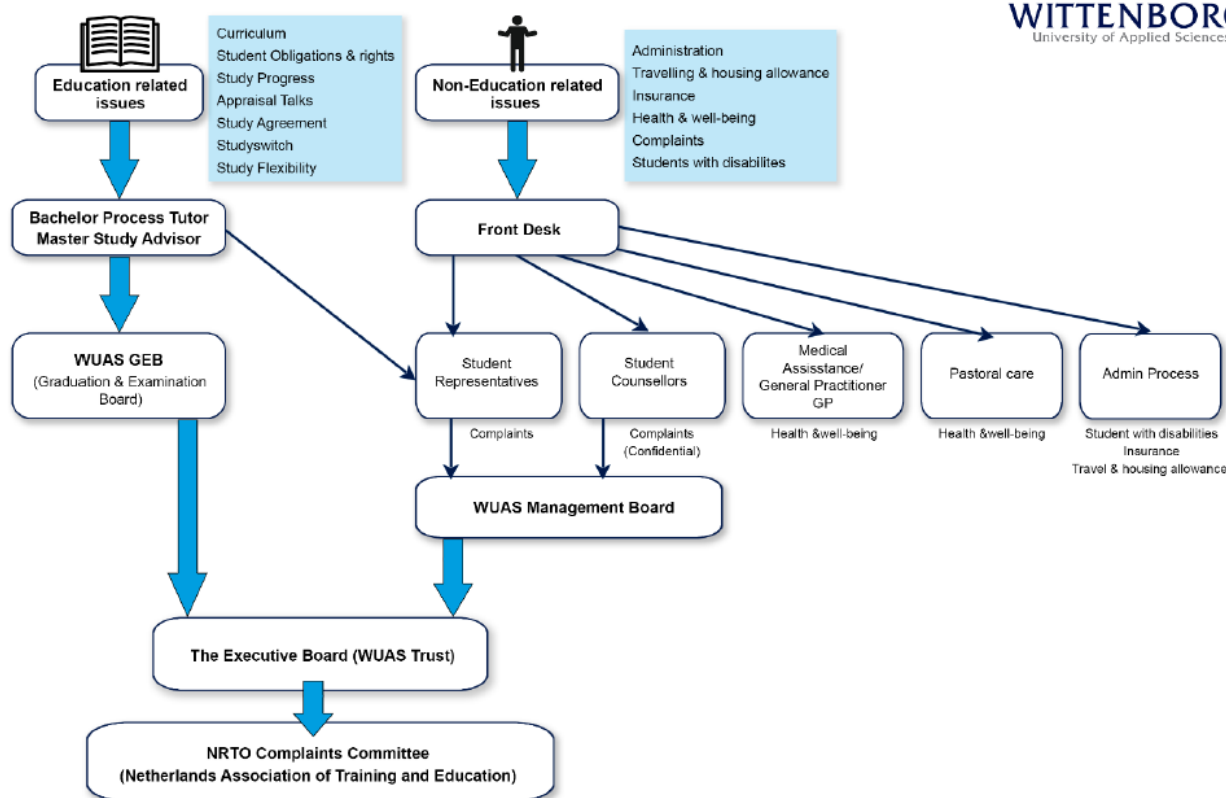 WITTENBORG
University of Applied Sciences
Education related
issues
Curriculum
Student Obligations & rights
Study Progress
Appraisal Talks
Study Agreement
Studyswitch
Study Flexibility
Non-Education related
issues
Administration
Travelling & housing allowance
Insurance
Health & well-being
Complaints
Students with disabilites
Bachelor Process Tutor
Master Study Advisor
Front Desk
WUAS GEB
(Graduation & Examination
Board)
Student
Representatives
Complaints
Student
Counsellors
Complaints
(Confidential)
Medical
Assisstance/
General Practitioner
GP
Health &well-being
Pastoral care
Health &well-being
Admin Process
Student with disabilities
Insurance
Travel & housing allowance
WUAS Management Board
The Executive Board (WUAS Trust)
NRTO Complaints Committee
(Netherlands Association of Training and Education)